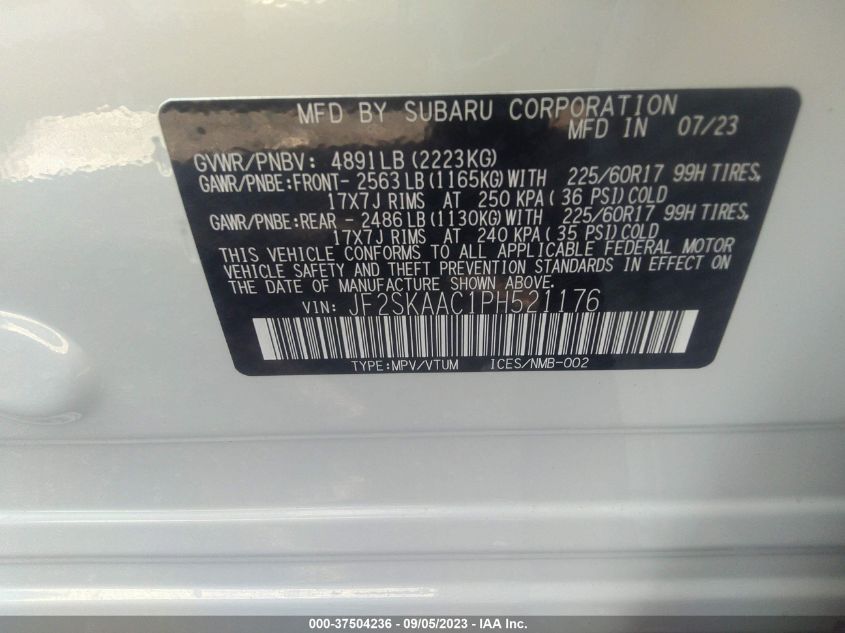 MFD BY SUBARU CORPORATION
MFD IN 07/23
GVWR/PNBV: 4891LB (2223KG)
GAWR/PNBE:FRONT- 2563LB(1165KG)WITH 225/60R17 99H TIRES,
17X7J RIMS AT 250 KPA( 36 PSI)COLD
GAWR/PNBE:REAR - 2486LB(1130KG)WITH 225/60R17 99H TIRES,
17X7J RIMS AT 240 KPA( 35 PSI)COLD
THIS VEHICLE CONFORMS TO ALL APPLICABLE FEDERAL MOTOR
VEHICLE SAFETY AND THEFT PREVENTION STANDARDS IN EFFECT ON
THE DATE OF MANUFACTURE SHOWN ABOVE.
VIN: JF2SKAAC1PH521176
TYPE:MPV/VTUM ICES/NMB-002
000-37504236 - 09/05/2023 - IAA Inc.